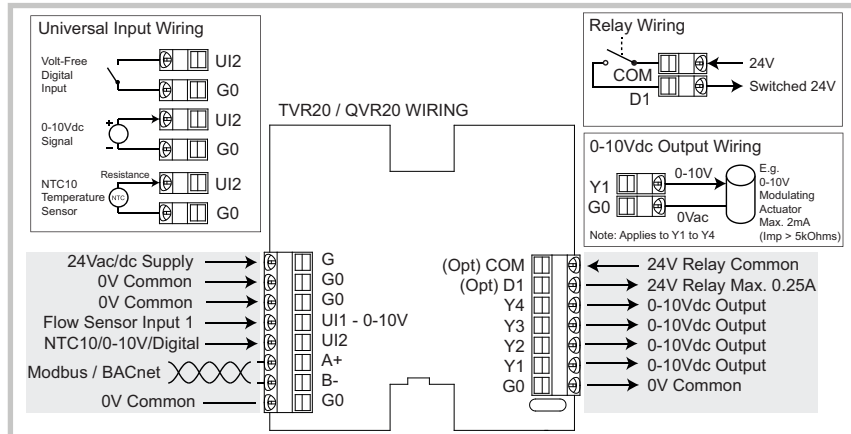 Universal Input Wiring
Volt-Free
Digital
Input
UI2
G0
0-10Vdc
Signal
+
-
UI2
G0
NTC10
Temperature
Sensor
Resistance
NTC
UI2
G0
TVR20 / QVR20 WIRING
Relay Wiring
COM
D1
24V
Switched 24V
0-10Vdc Output Wiring
Y1
G0
0-10V
0Vac
E.g.
0-10V
Modulating
Actuator
Max. 2mA
(Imp > 5kOhms)
Note: Applies to Y1 to Y4
24Vac/dc Supply G
0V Common G0
0V Common G0
Flow Sensor Input 1 UI1 - 0-10V
NTC10/0-10V/Digital UI2
Modbus / BACnet A+
B-
0V Common G0
(Opt) COM 24V Relay Common
(Opt) D1 24V Relay Max. 0.25A
Y4 0-10Vdc Output
Y3 0-10Vdc Output
Y2 0-10Vdc Output
Y1 0-10Vdc Output
G0 0V Common